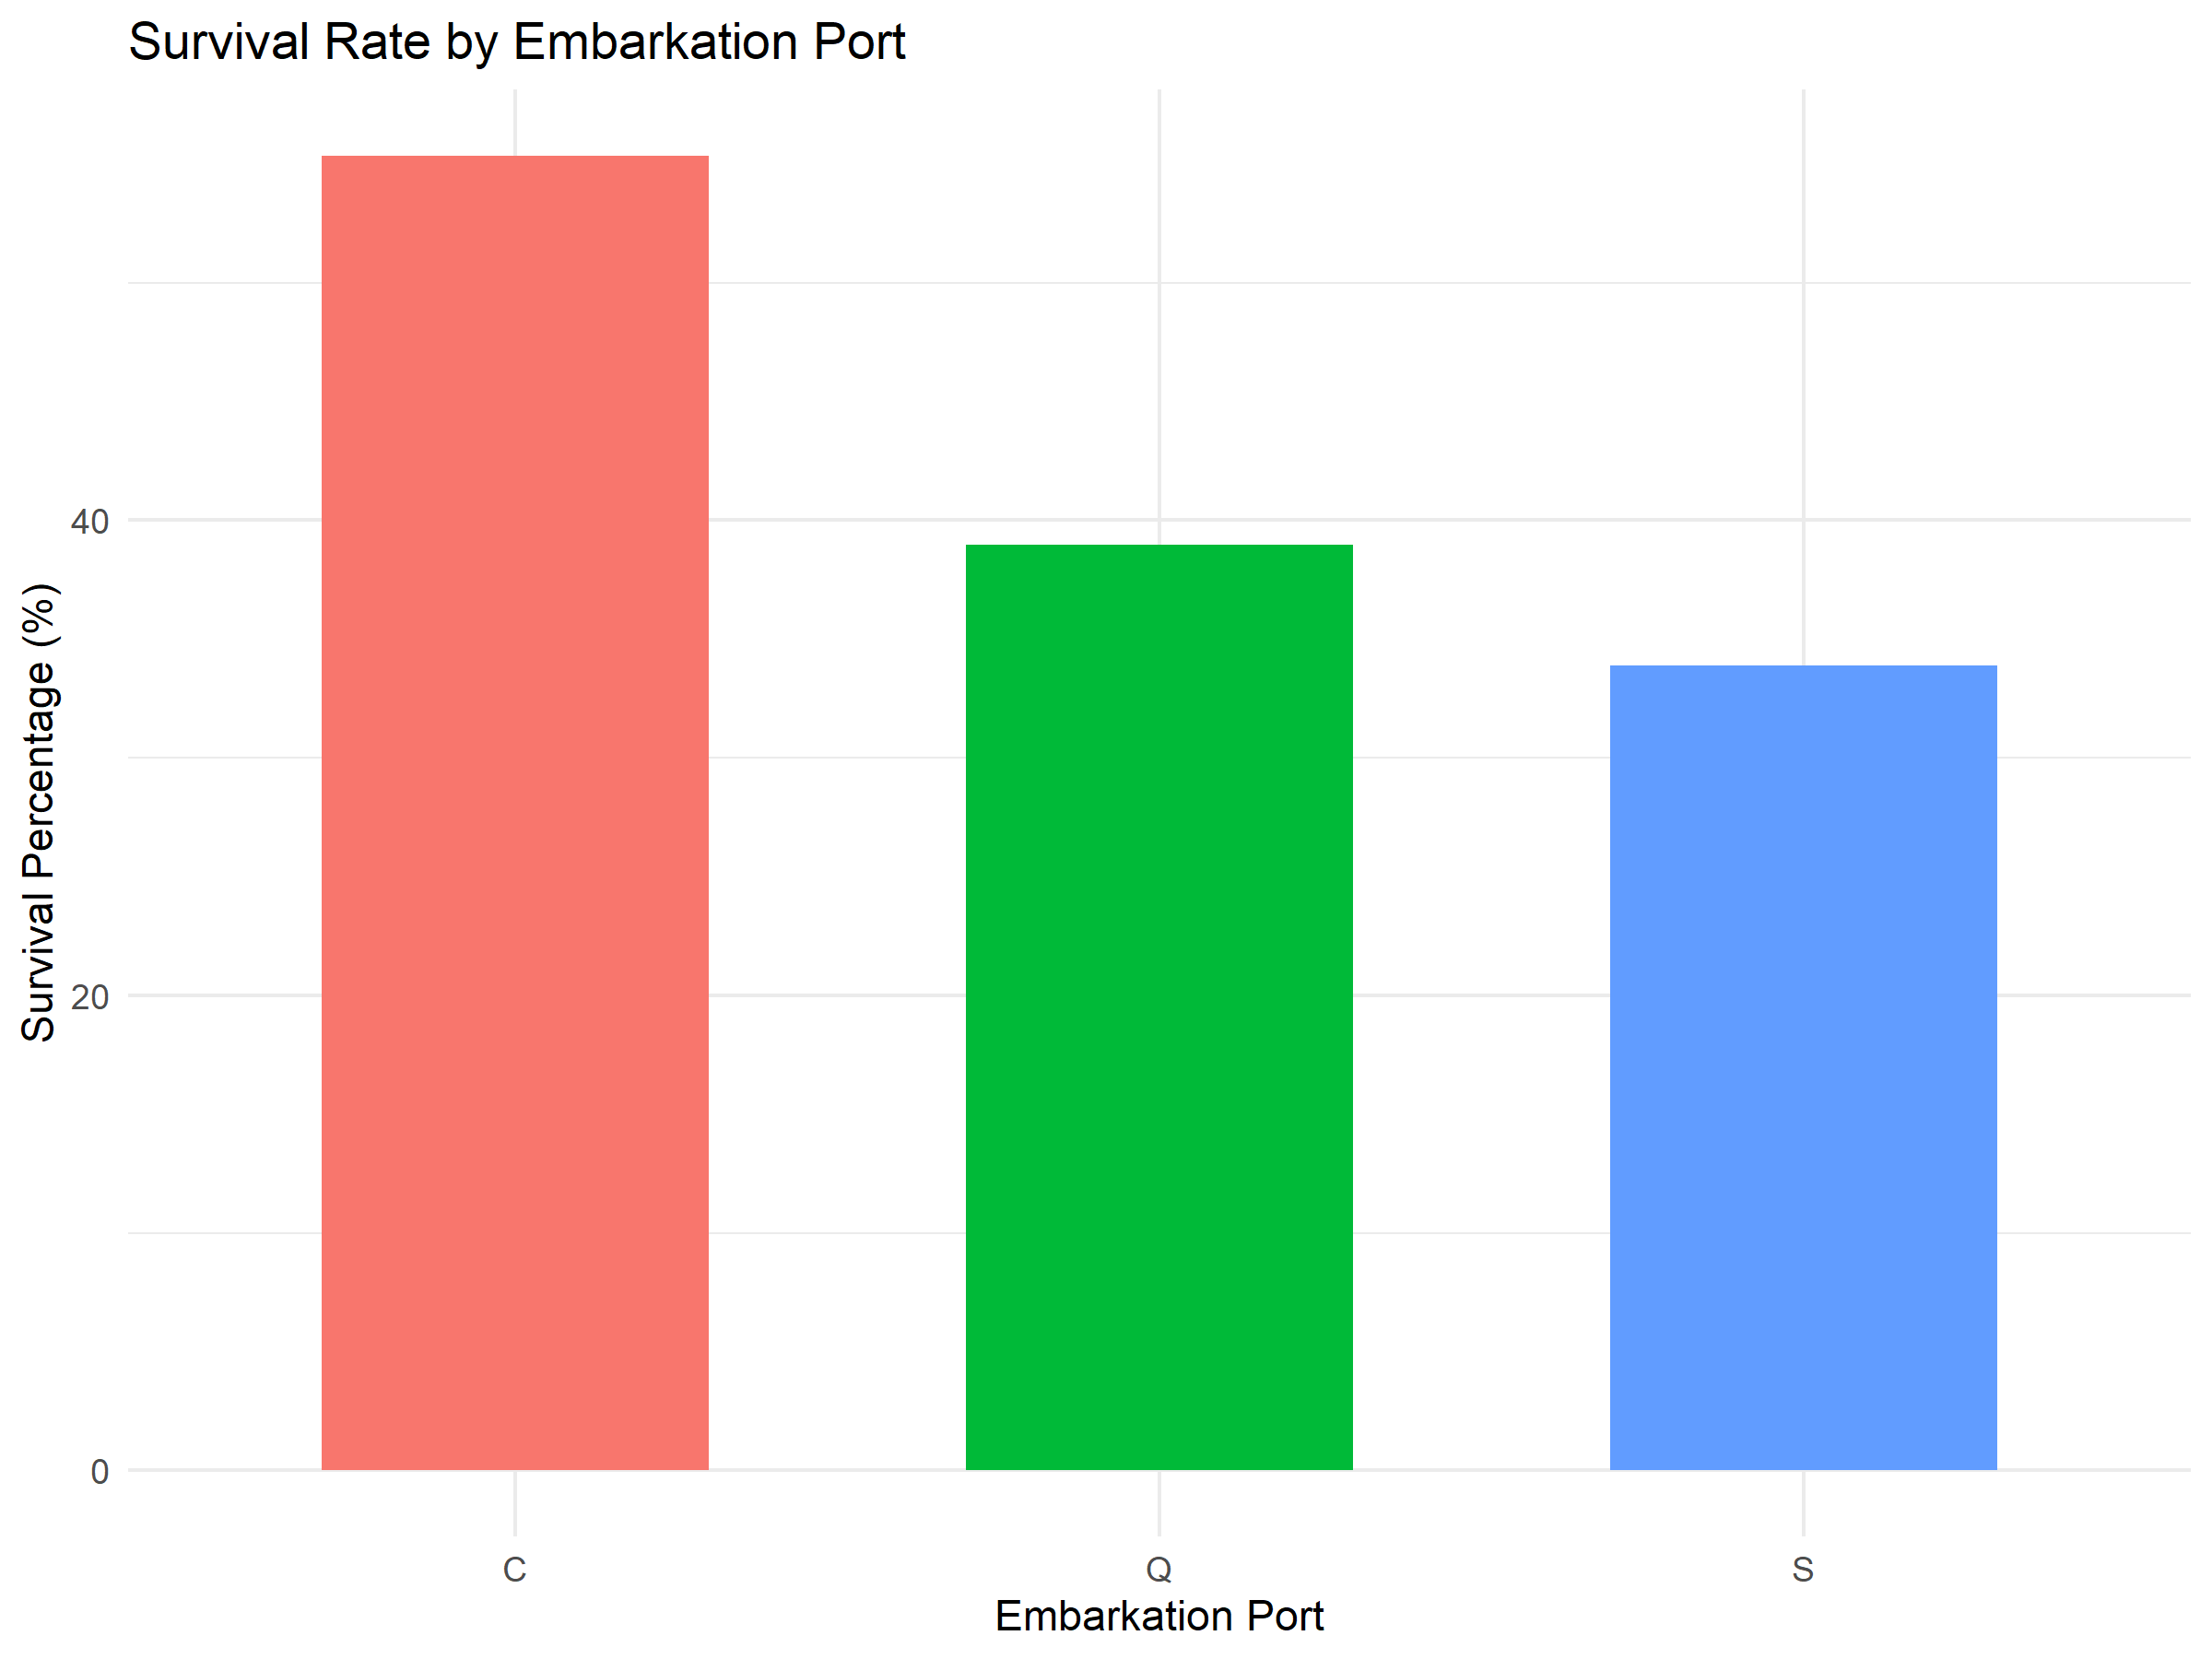 Survival Rate by Embarkation Port
Survival Percentage (%)
40
20
0
C
Q
S
Embarkation Port